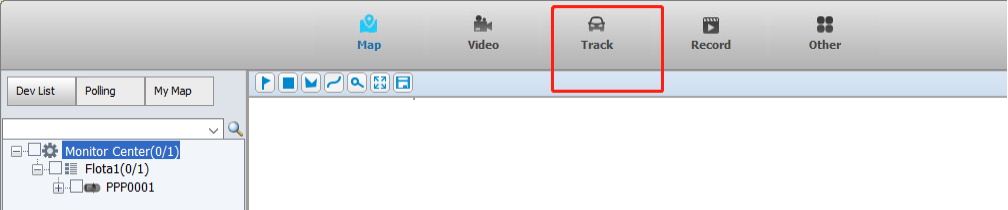 Map Video Track Record Other
Dev List Polling My Map
Monitor Center(0/1)
Flota1(0/1)
PPP0001